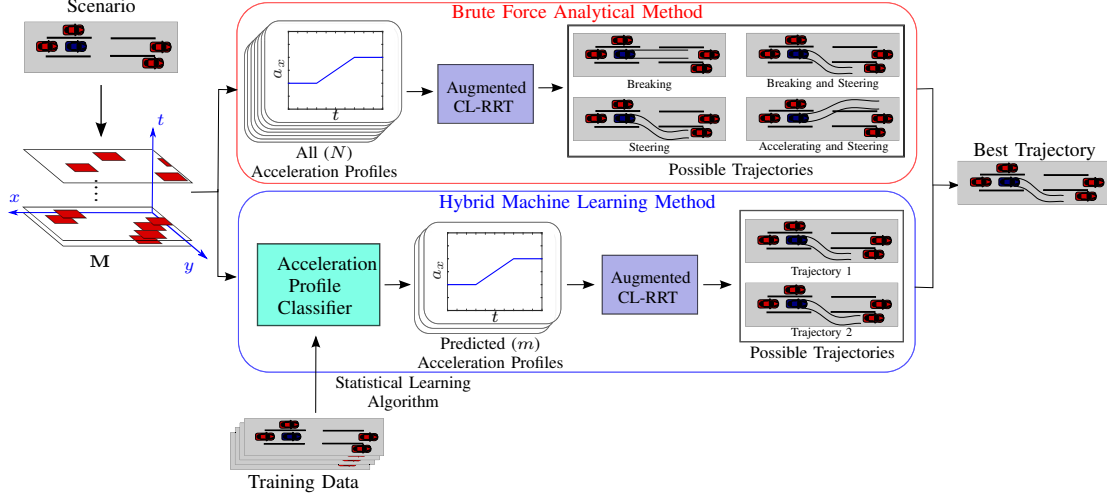 Scenario
t
x
y
M
Brute Force Analytical Method
a_x
t
All (N)
Acceleration Profiles
Augmented
CL-RRT
Breaking
Breaking and Steering
Steering
Accelerating and Steering
Possible Trajectories
Hybrid Machine Learning Method
Acceleration
Profile
Classifier
a_x
t
Predicted (m)
Acceleration Profiles
Augmented
CL-RRT
Trajectory 1
Trajectory 2
Possible Trajectories
Best Trajectory
Statistical Learning
Algorithm
Training Data